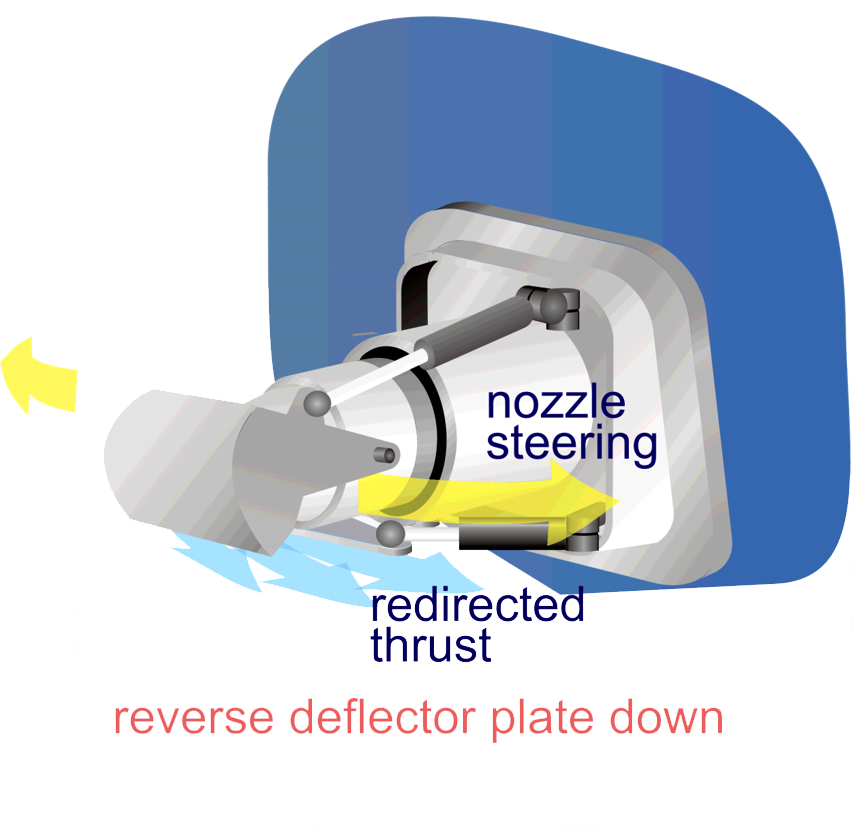 nozzle
steering
redirected
thrust
reverse deflector plate down